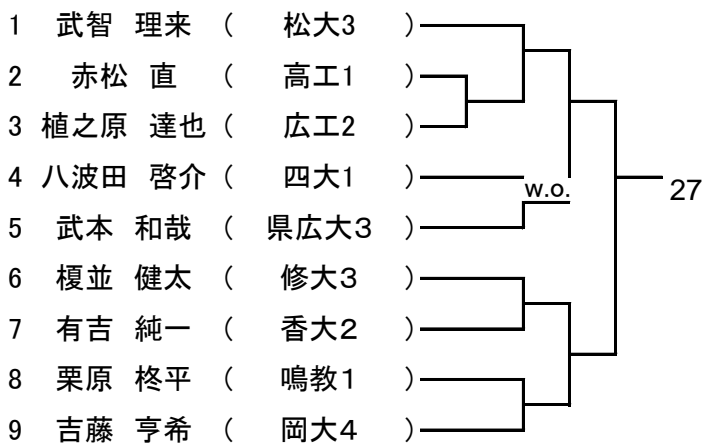 1 武智 理来 ( 松大3 )
2 赤松 直 ( 高工1 )
3 植之原 達也 ( 広工2 )
4 八波田 啓介 ( 四大1 )
w.o. 27
5 武本 和哉 ( 県広大3 )
6 榎並 健太 ( 修大3 )
7 有吉 純一 ( 香大2 )
8 栗原 柊平 ( 鳴教1 )
9 吉藤 亨希 ( 岡大4 )